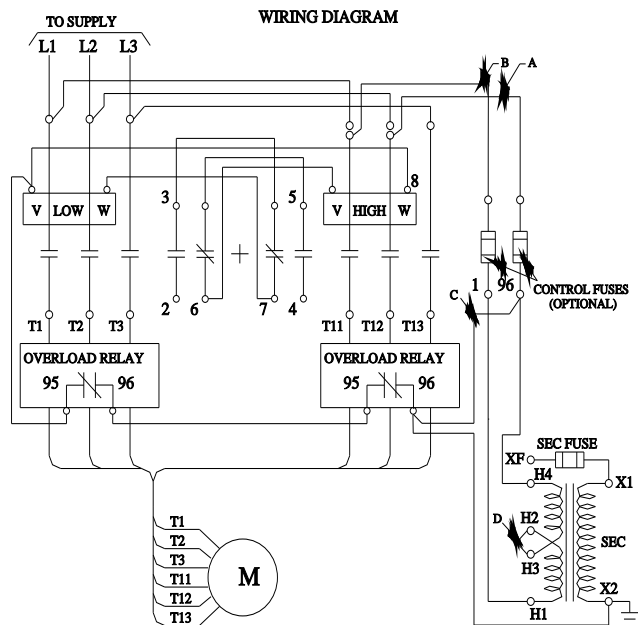 WIRING DIAGRAM
TO SUPPLY
L1 L2 L3
B A
8
V LOW W
3 5
V HIGH W
2 6 7 4
1 96
C
CONTROL FUSES
(OPTIONAL)
T1 T2 T3
T11 T12 T13
OVERLOAD RELAY
95 96
OVERLOAD RELAY
95 96
SEC FUSE
XF
H4 X1
D H2
SEC
H3
X2
H1
T1
T2
T3
T11
T12
T13
M